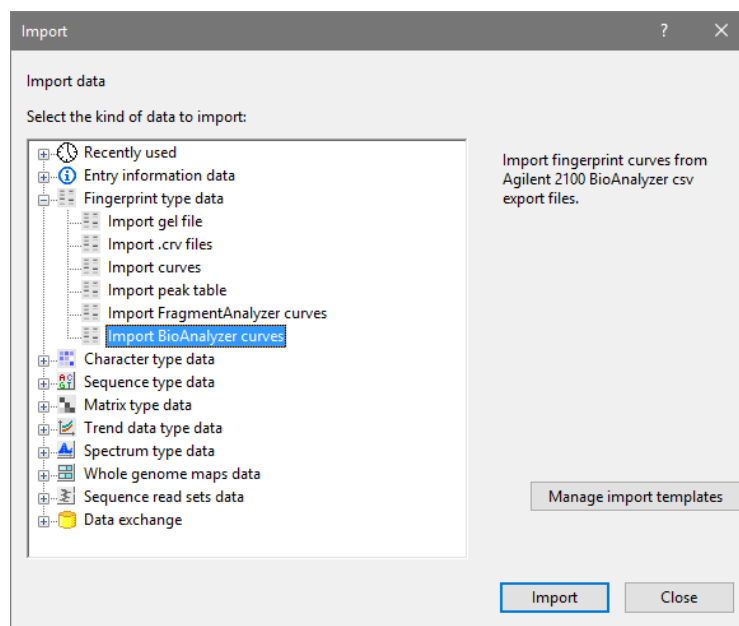 Import
?
Import data
Select the kind of data to import:
Recently used
Entry information data
Fingerprint type data
Import gel file
Import .crv files
Import curves
Import peak table
Import FragmentAnalyzer curves
Import BioAnalyzer curves
Character type data
Sequence type data
Matrix type data
Trend data type data
Spectrum type data
Whole genome maps data
Sequence read sets data
Data exchange
Import fingerprint curves from
Agilent 2100 BioAnalyzer csv
export files.
Manage import templates
Import
Close